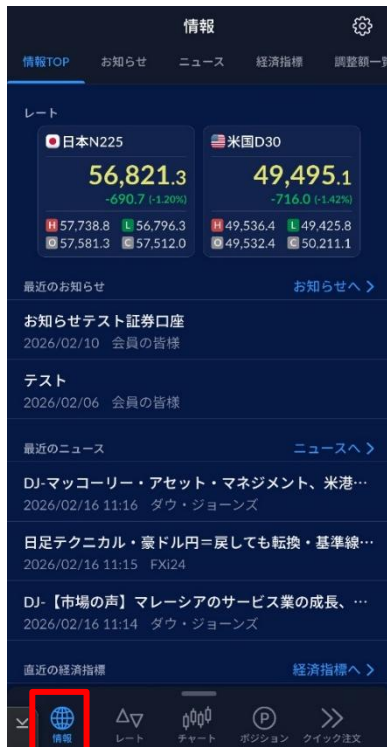 情報
情報TOP お知らせ ニュース 経済指標 調整額一覧
レート
日本N225 米国D30
56,821.3 49,495.1
-690.7 (-1.20%) -716.0 (-1.42%)
H 57,738.8 L 56,796.3 H 49,536.4 L 49,425.8
O 57,581.3 C 57,512.0 O 49,532.4 C 50,211.1
最近のお知らせ お知らせへ
お知らせテスト証券口座
2026/02/10 会員の皆様
テスト
2026/02/06 会員の皆様
最近のニュース ニュースへ
DJ-マッコーリー・アセット・マネジメント、米港…
2026/02/16 11:16 ダウ・ジョーンズ
日足テクニカル・豪ドル円＝戻しても転換・基準線…
2026/02/16 11:15 FXi24
DJ-【市場の声】マレーシアのサービス業の成長、…
2026/02/16 11:14 ダウ・ジョーンズ
直近の経済指標 経済指標へ
情報 レート チャート P ポジション クイック注文